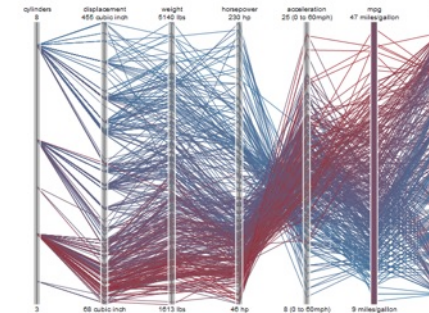 cylinders displacement weight horsepower acceleration mpg
8 455 cubic inch 5140 lbs 230 hp 25 (0 to 60mph) 47 miles/gallon
3 68 cubic inch 1613 lbs 46 hp 8 (0 to 60mph) 9 miles/gallon